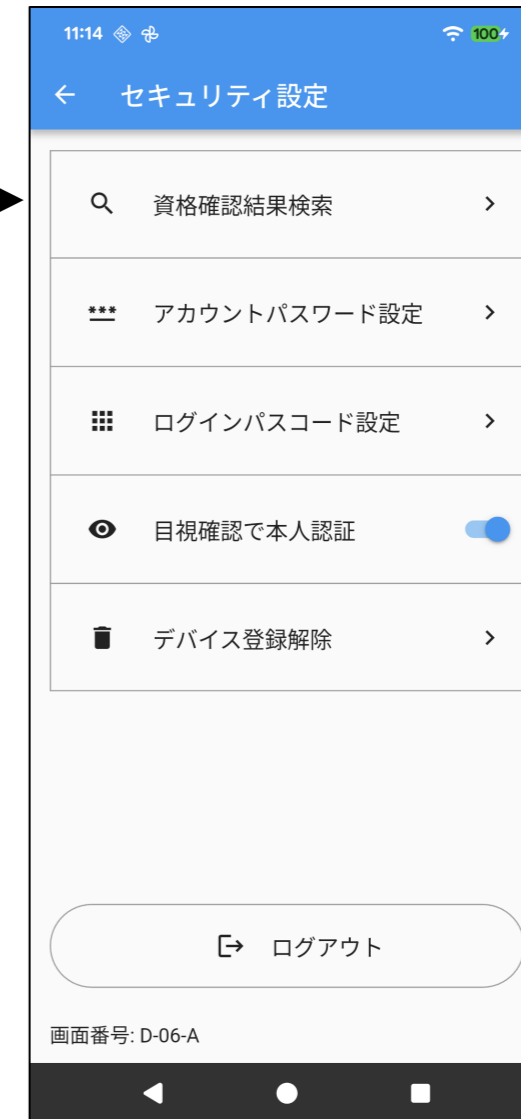 11:14
100
セキュリティ設定
資格確認結果検索
アカウントパスワード設定
ログインパスコード設定
目視確認で本人認証
デバイス登録解除
ログアウト
画面番号: D-06-A